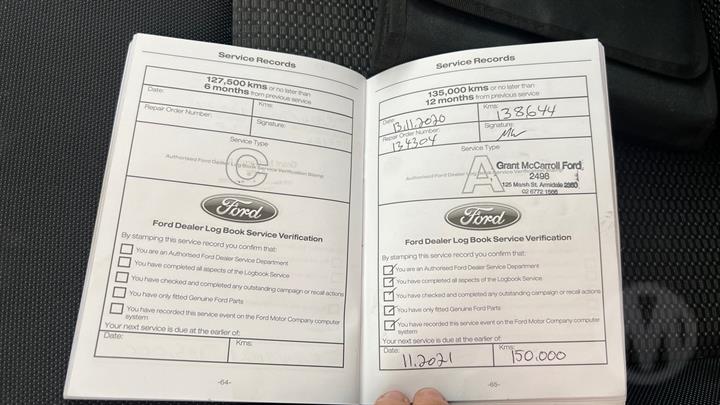 Service Records
127,500 kms or no later than
6 months from previous service
Date:
Kms:
Repair Order Number:
Signature:
Service Type
C
Authorised Ford Dealer Log Book Service Verification Stamp
Ford
Ford Dealer Log Book Service Verification
By stamping this service record you confirm that:
You are an Authorised Ford Dealer Service Department
You have completed all aspects of the Logbook Service
You have checked and completed any outstanding campaign or recall actions
You have only fitted Genuine Ford Parts
You have recorded this service event on the Ford Motor Company computer
system
Your next service is due at the earlier of:
Date:
Kms:
-64-
Service Records
135,000 kms or no later than
12 months from previous service
Date:
13.11.2020
Kms:
138644
Repair Order Number:
134304
Signature:
Service Type
A
Grant McCarroll Ford
2498
Authorised Ford Dealer Log Book Service Verification Stamp
125 Marsh St. Armidale 2350
02 6772 1566
Ford
Ford Dealer Log Book Service Verification
By stamping this service record you confirm that:
You are an Authorised Ford Dealer Service Department
You have completed all aspects of the Logbook Service
You have checked and completed any outstanding campaign or recall actions
You have only fitted Genuine Ford Parts
You have recorded this service event on the Ford Motor Company computer
system
Your next service is due at the earlier of:
Date:
11.2021
Kms:
150,000
-65-